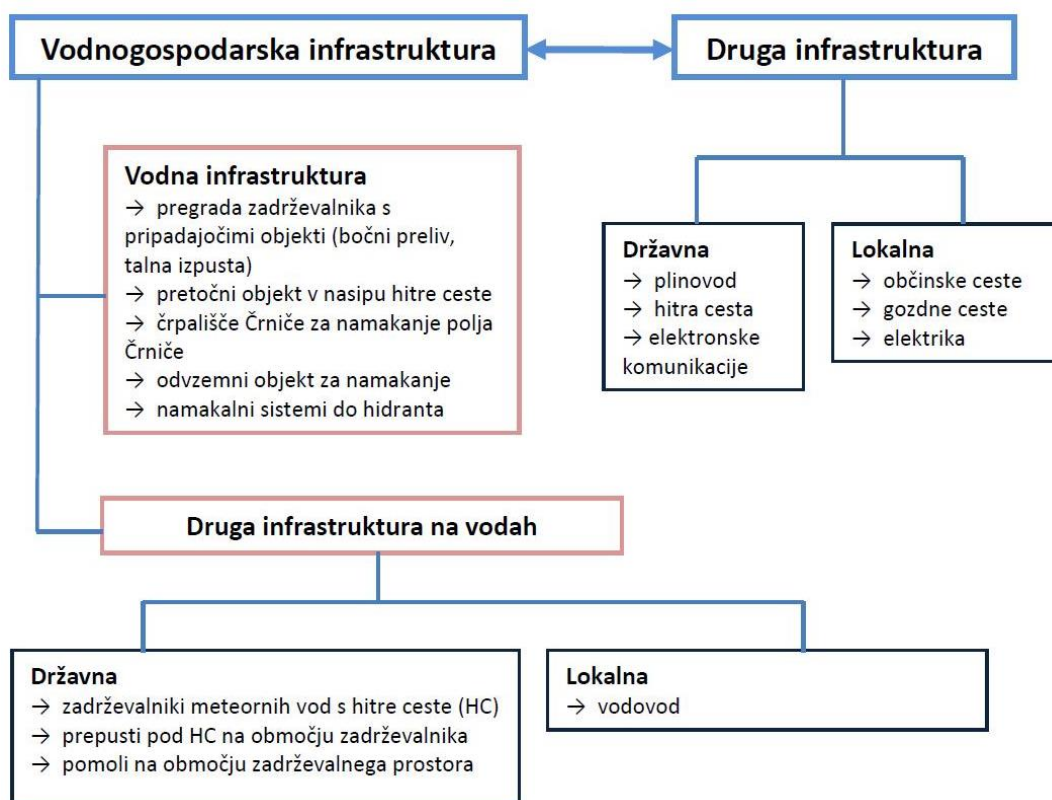 Vodnogospodarska infrastruktura
Druga infrastruktura
Vodna infrastruktura
→ pregrada zadrževalnika s
pripadajočimi objekti (bočni preliv,
talna izpusta)
→ pretočni objekt v nasipu hitre ceste
→ črpališče Črniče za namakanje polja
Črniče
→ odvzemni objekt za namakanje
→ namakalni sistemi do hidranta
Državna
→ plinovod
→ hitra cesta
→ elektronske
komunikacije
Lokalna
→ občinske ceste
→ gozdne ceste
→ elektrika
Druga infrastruktura na vodah
Državna
→ zadrževalniki meteornih vod s hitre ceste (HC)
→ prepusti pod HC na območju zadrževalnika
→ pomoli na območju zadrževalnega prostora
Lokalna
→ vodovod